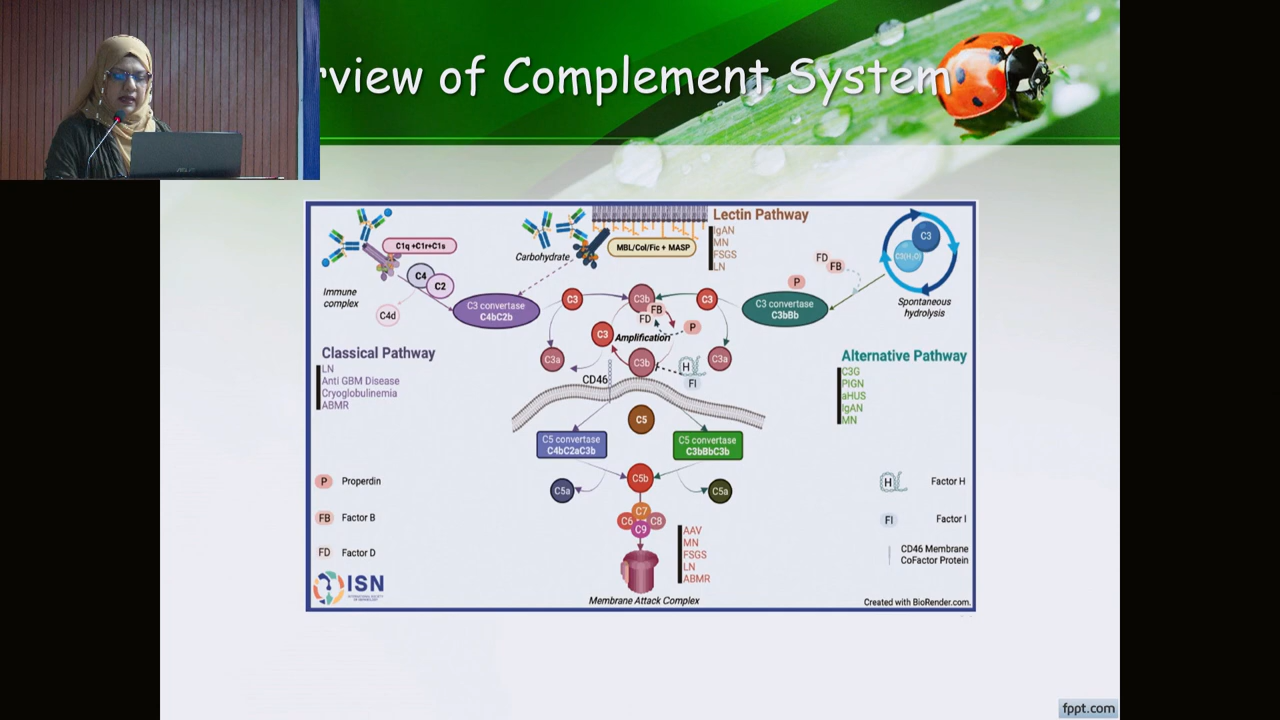 rview of Complement System
Lectin Pathway
IgAN
MN
FSGS
LN
C1q +C1r+C1s
MBL/Col/Fic + MASP
Carbohydrate
C3
C3(H₂O)
FD
FB
P
Spontaneous
hydrolysis
C4
C2
Immune
complex
C4d
C3 convertase
C4bC2b
C3
C3b
C3
FB
FD
P
C3 convertase
C3bBb
C3
Amplification
C3a
C3b
C3a
H
FI
CD46
Classical Pathway
LN
Anti GBM Disease
Cryoglobulinemia
ABMR
Alternative Pathway
C3G
PIGN
aHUS
IgAN
MN
C5
C5 convertase
C4bC2aC3b
C5 convertase
C3bBbC3b
C5b
C5a
C5a
C7
C6
C8
C9
AAV
MN
FSGS
LN
ABMR
Membrane Attack Complex
P Properdin
FB Factor B
FD Factor D
ISN
H Factor H
FI Factor I
CD46 Membrane
CoFactor Protein
Created with BioRender.com.
fppt.com